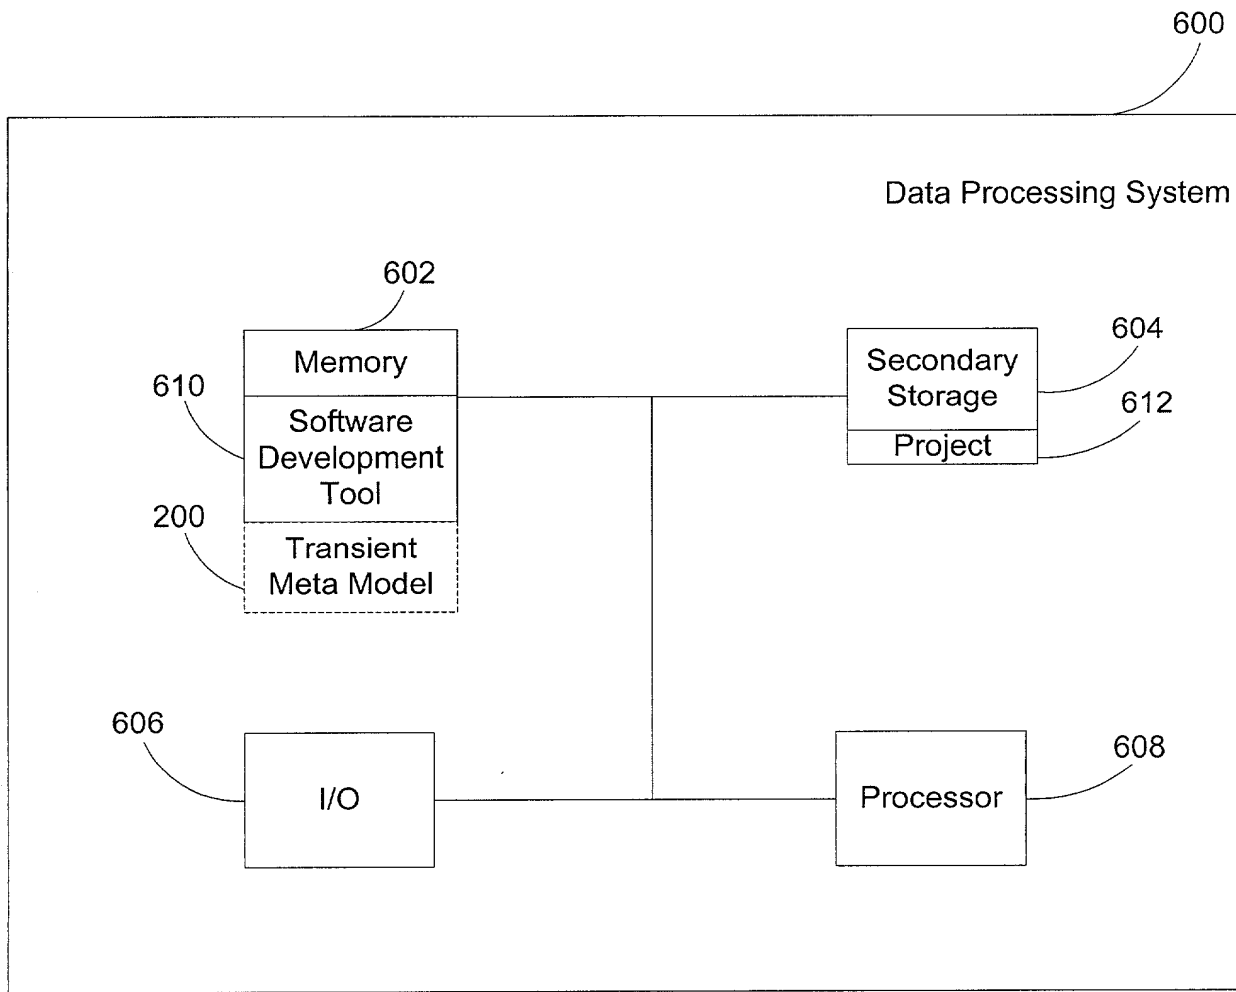 600
Data Processing System
602
Memory
610
Software
Development
Tool
200
Transient
Meta Model
604
Secondary
Storage
612
Project
606
I/O
608
Processor